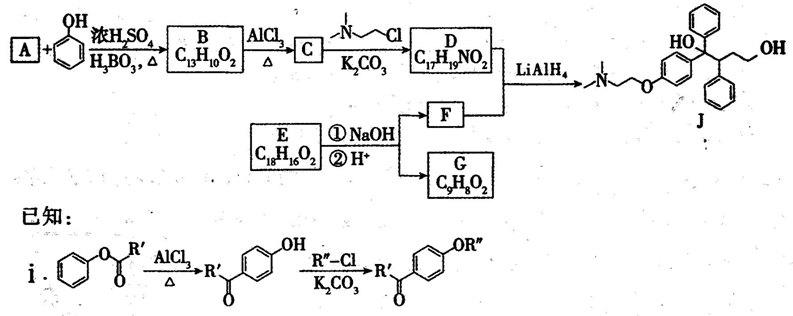 A + OH 浓H₂SO₄ H₃BO₃, △ B C₁₃H₁₀O₂ AlCl₃ △ C N Cl K₂CO₃ D C₁₇H₁₉NO₂ LiAlH₄ HO OH N O J
E C₁₈H₁₆O₂ ① NaOH ② H⁺ F
G C₉H₈O₂
已知：
i. O R' O AlCl₃ △ R' O OH R"-Cl K₂CO₃ R' O OR"